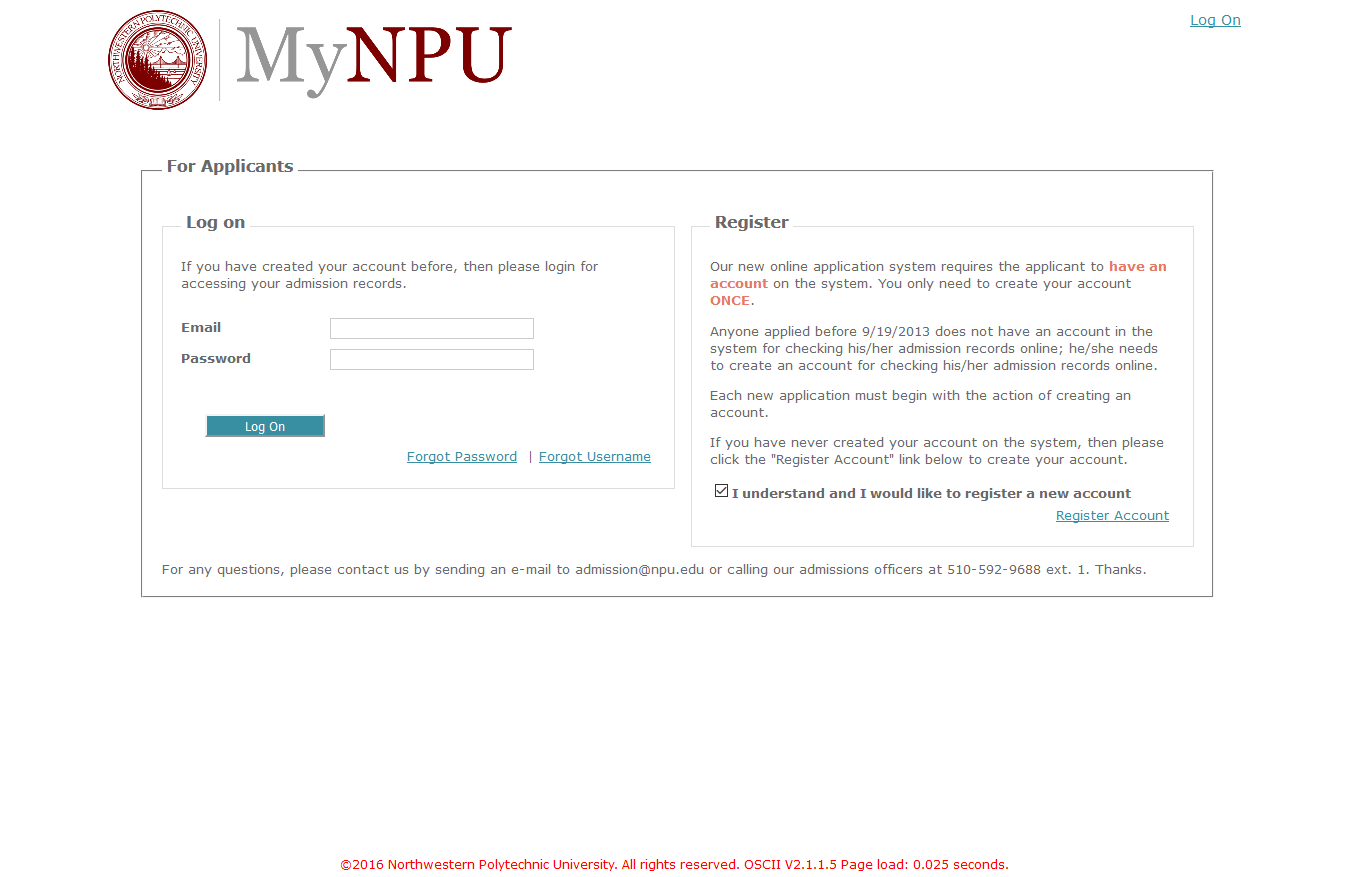 NORTHWESTERN POLYTECHNIC UNIVERSITY
MyNPU
Log On
For Applicants
Log on
If you have created your account before, then please login for
accessing your admission records.
Email
Password
Log On
Forgot Password | Forgot Username
Register
Our new online application system requires the applicant to have an
account on the system. You only need to create your account
ONCE.
Anyone applied before 9/19/2013 does not have an account in the
system for checking his/her admission records online; he/she needs
to create an account for checking his/her admission records online.
Each new application must begin with the action of creating an
account.
If you have never created your account on the system, then please
click the "Register Account" link below to create your account.
I understand and I would like to register a new account
Register Account
For any questions, please contact us by sending an e-mail to admission@npu.edu or calling our admissions officers at 510-592-9688 ext. 1. Thanks.
©2016 Northwestern Polytechnic University. All rights reserved. OSCII V2.1.1.5 Page load: 0.025 seconds.